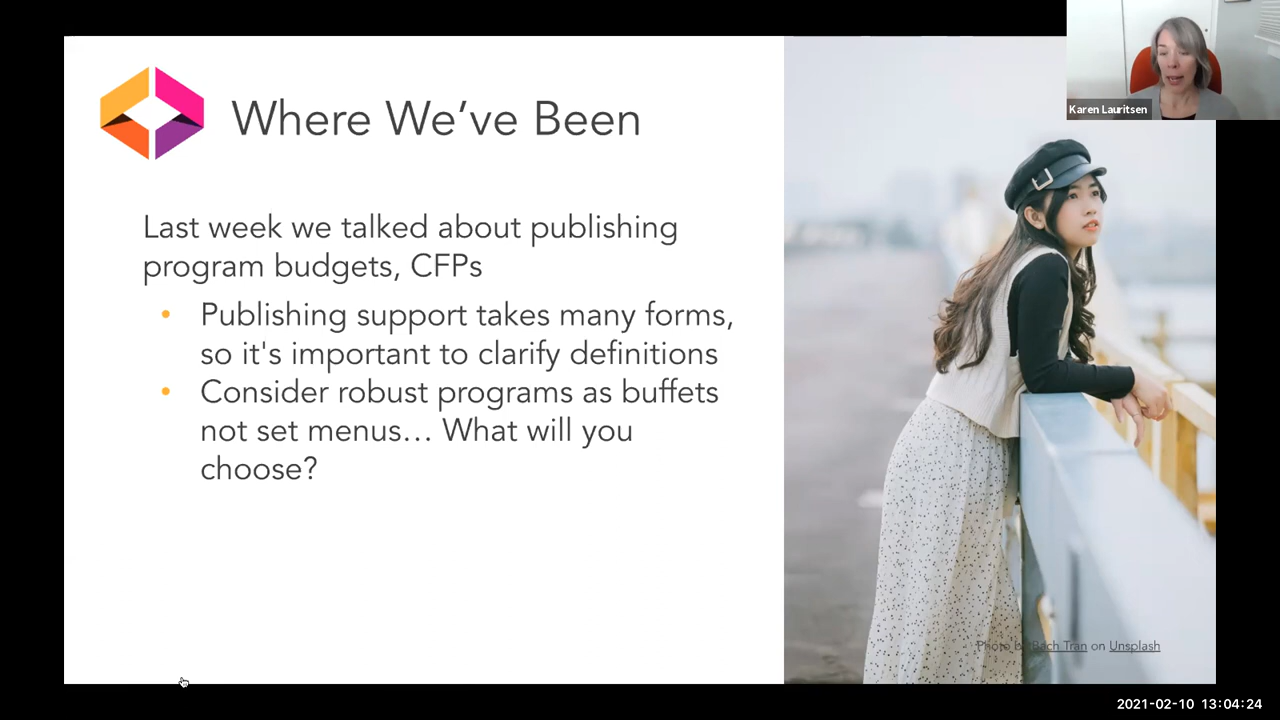 Karen Lauritsen
Where We've Been
Last week we talked about publishing
program budgets, CFPs
• Publishing support takes many forms,
so it's important to clarify definitions
• Consider robust programs as buffets
not set menus… What will you
choose?
Photo by Bach Tran on Unsplash
2021-02-10 13:04:24